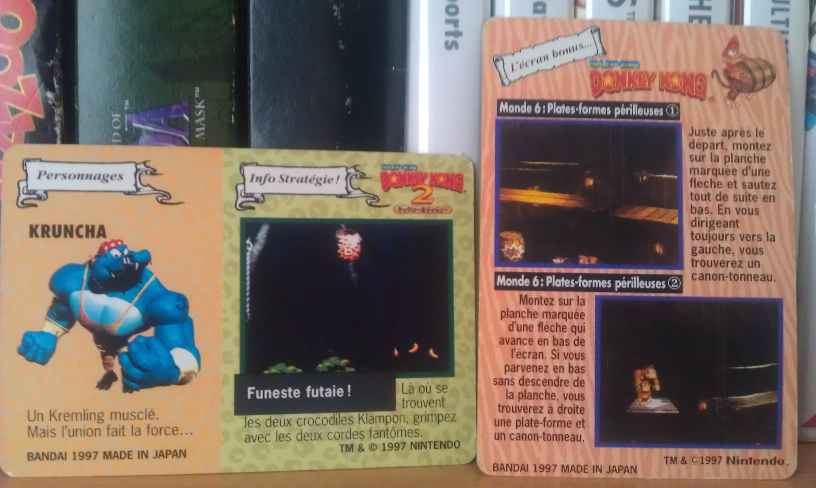 ZOO
D OF
MASK™
orts
Personnages
KRUNCHA
Un Kremling musclé.
Mais l'union fait la force...
BANDAI 1997 MADE IN JAPAN
Info Stratégie!
DONKEY KONG
2
Funeste futaie !
Là où se
trouvent
les deux crocodiles Klampon, grimpez
avec les deux cordes fantômes.
TM & © 1997 NINTENDO
L'écran bonus...
DONKEY KONG
Monde 6 : Plates-formes périlleuses ①
Juste après le
départ, montez
sur la planche
marquée d'une
flèche et sautez
tout de suite en
bas. En vous
dirigeant
toujours vers la
gauche, vous
trouverez un
canon-tonneau.
Monde 6 : Plates-formes périlleuses ②
Montez sur la
planche marquée
d'une flèche qui
avance en bas de
l'ecran. Si vous
parvenez en bas
sans descendre de
la planche, vous
trouverez à droite
une plate-forme et
un canon-tonneau.
BANDAI 1997 MADE IN JAPAN
TM & ©1997 Nintendo.